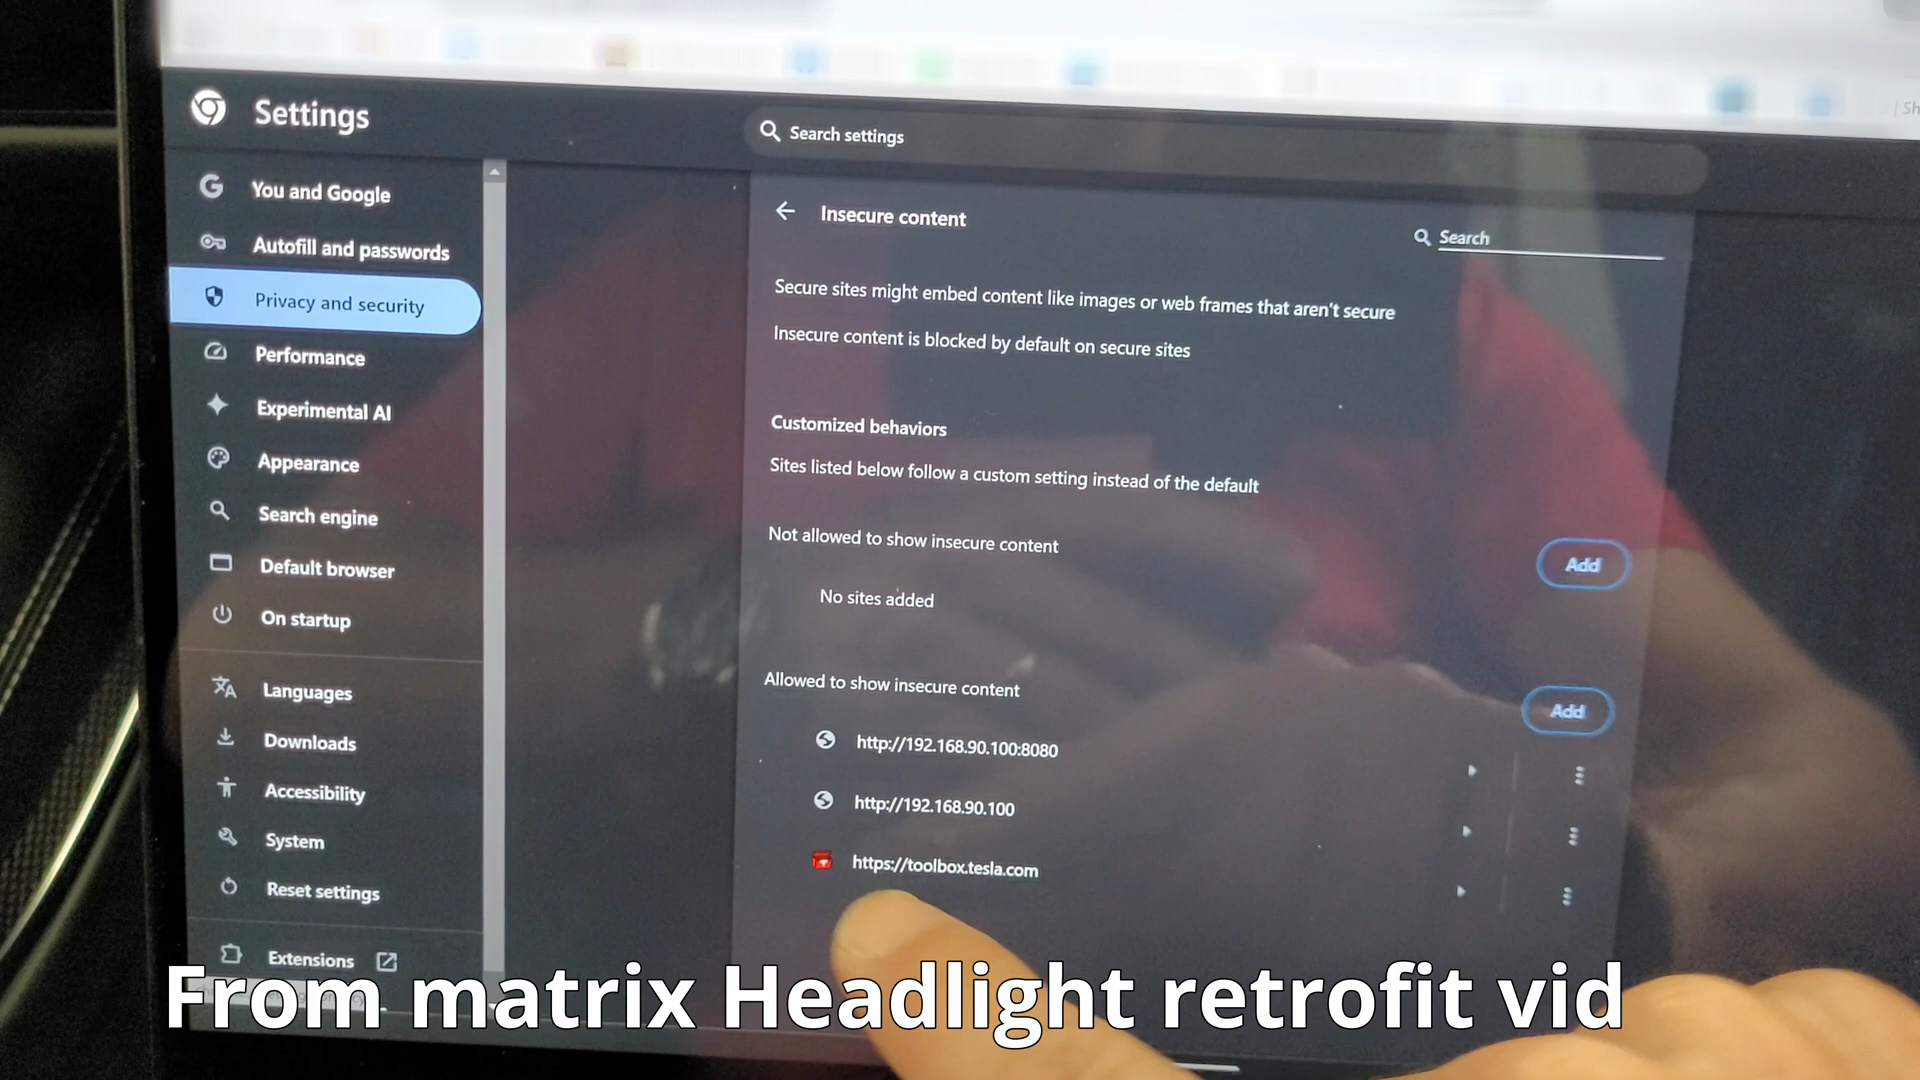 Settings
Search settings
You and Google
Autofill and passwords
Privacy and security
Performance
Experimental AI
Appearance
Search engine
Default browser
On startup
Languages
Downloads
Accessibility
System
Reset settings
Extensions
Insecure content
Search
Secure sites might embed content like images or web frames that aren't secure
Insecure content is blocked by default on secure sites
Customized behaviors
Sites listed below follow a custom setting instead of the default
Not allowed to show insecure content
Add
No sites added
Allowed to show insecure content
Add
http://192.168.90.100:8080
http://192.168.90.100
https://toolbox.tesla.com
From matrix Headlight retrofit vid